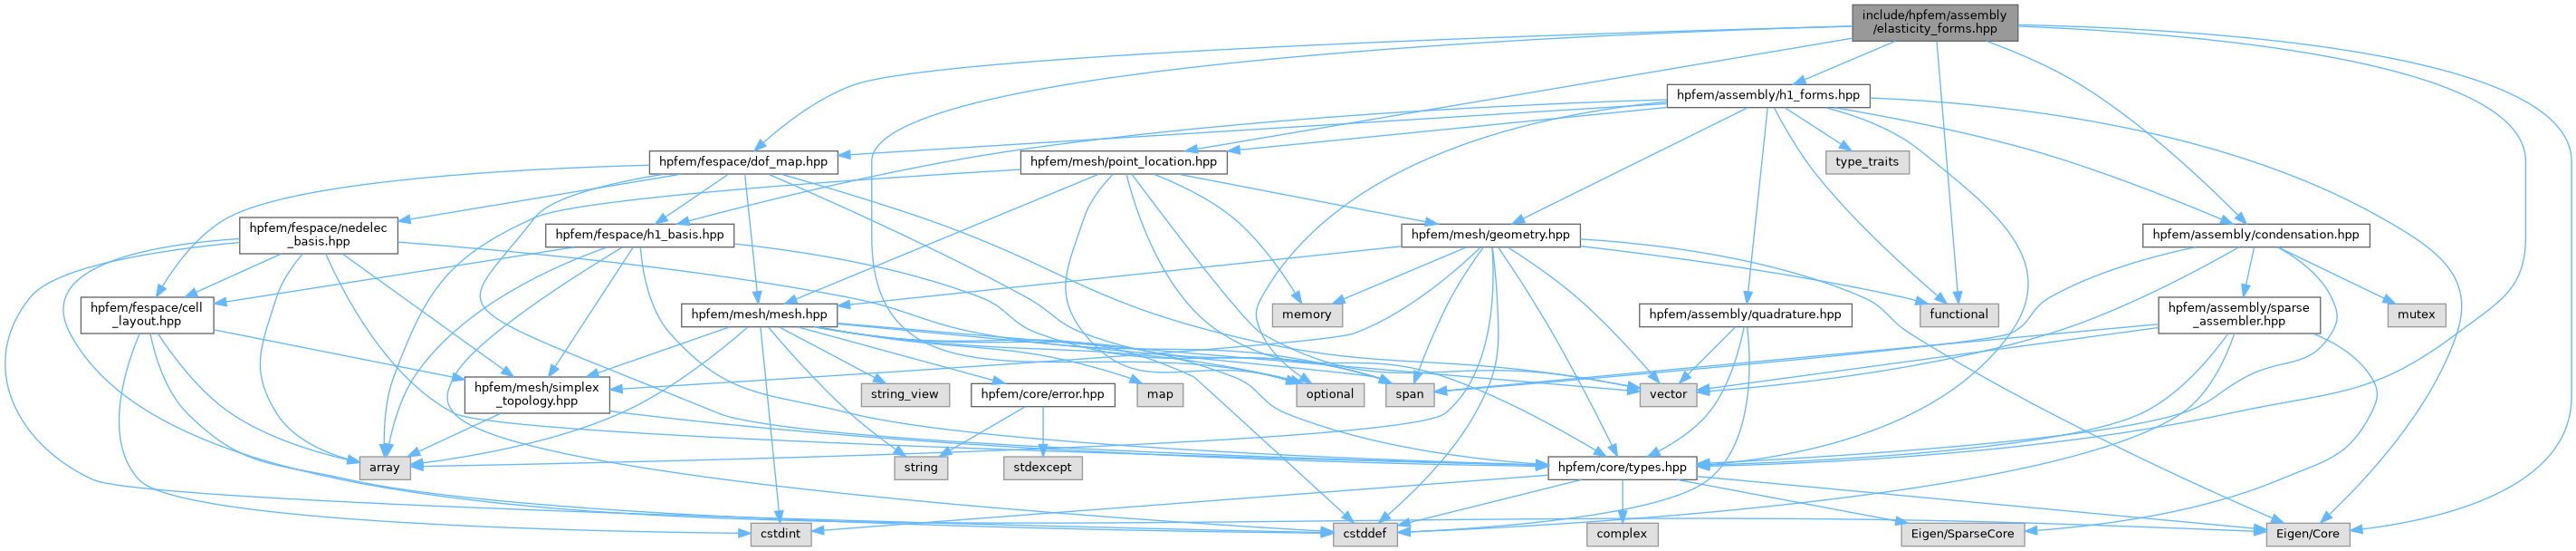 include/hpfem/assembly
/elasticity_forms.hpp
hpfem/assembly/h1_forms.hpp
hpfem/fespace/dof_map.hpp
hpfem/mesh/point_location.hpp
type_traits
hpfem/fespace/nedelec
_basis.hpp
hpfem/fespace/h1_basis.hpp
hpfem/mesh/geometry.hpp
hpfem/assembly/condensation.hpp
hpfem/fespace/cell
_layout.hpp
hpfem/mesh/mesh.hpp
memory
hpfem/assembly/quadrature.hpp
functional
hpfem/assembly/sparse
_assembler.hpp
mutex
hpfem/mesh/simplex
_topology.hpp
string_view
hpfem/core/error.hpp
map
optional
span
vector
array
string
stdexcept
hpfem/core/types.hpp
cstdint
cstddef
complex
Eigen/SparseCore
Eigen/Core